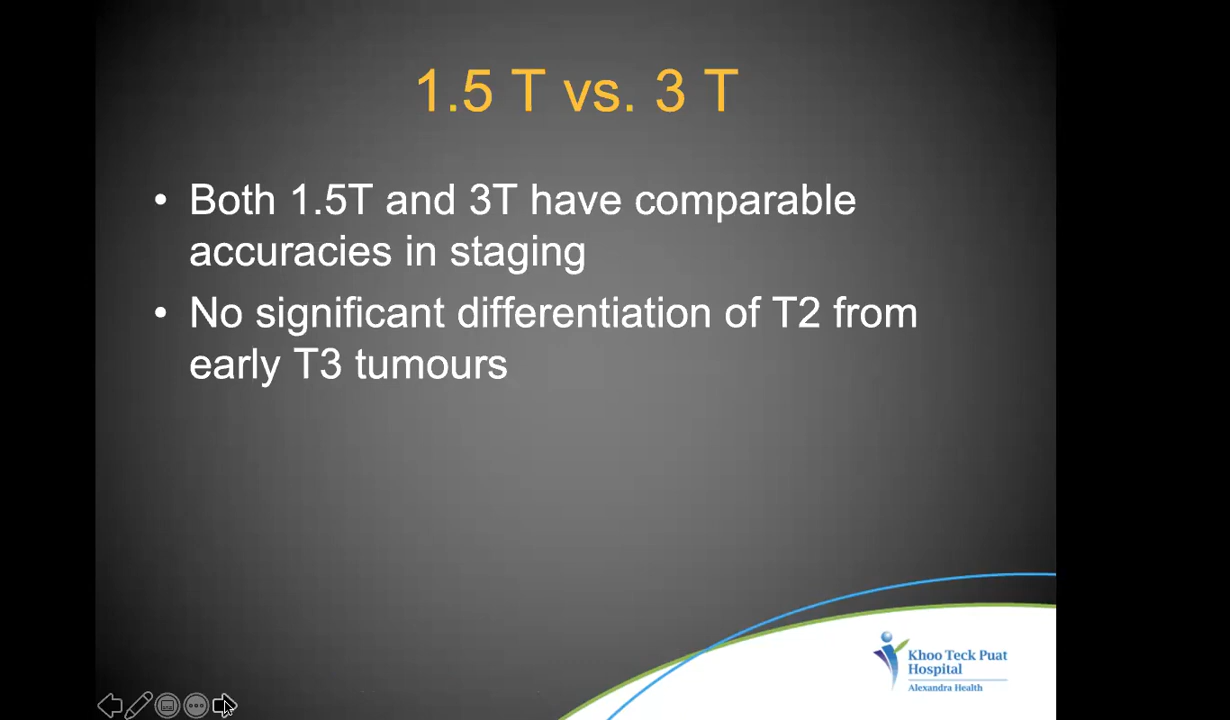 1.5 T vs. 3 T
• Both 1.5T and 3T have comparable
accuracies in staging
• No significant differentiation of T2 from
early T3 tumours
Khoo Teck Puat
Hospital
Alexandra Health